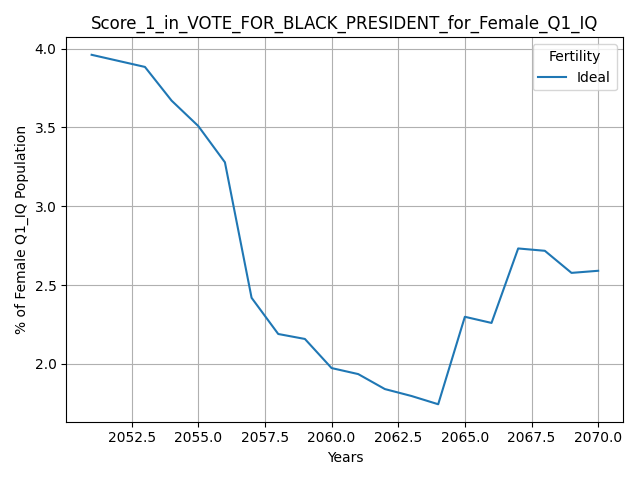 Score_1_in_VOTE_FOR_BLACK_PRESIDENT_for_Female_Q1_IQ
Fertility
Ideal
% of Female Q1_IQ Population
4.0
3.5
3.0
2.5
2.0
2052.5 2055.0 2057.5 2060.0 2062.5 2065.0 2067.5 2070.0
Years